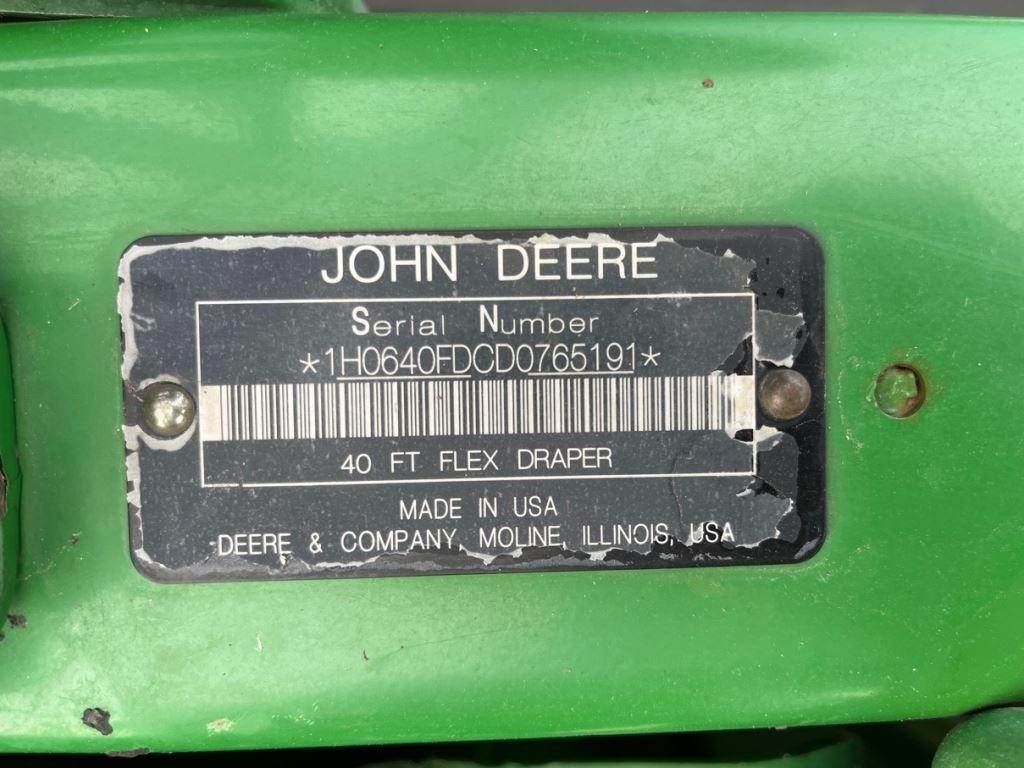 JOHN DEERE
Serial Number
*1H0640FDCD0765191*
40 FT FLEX DRAPER
MADE IN USA
DEERE & COMPANY, MOLINE, ILLINOIS, USA